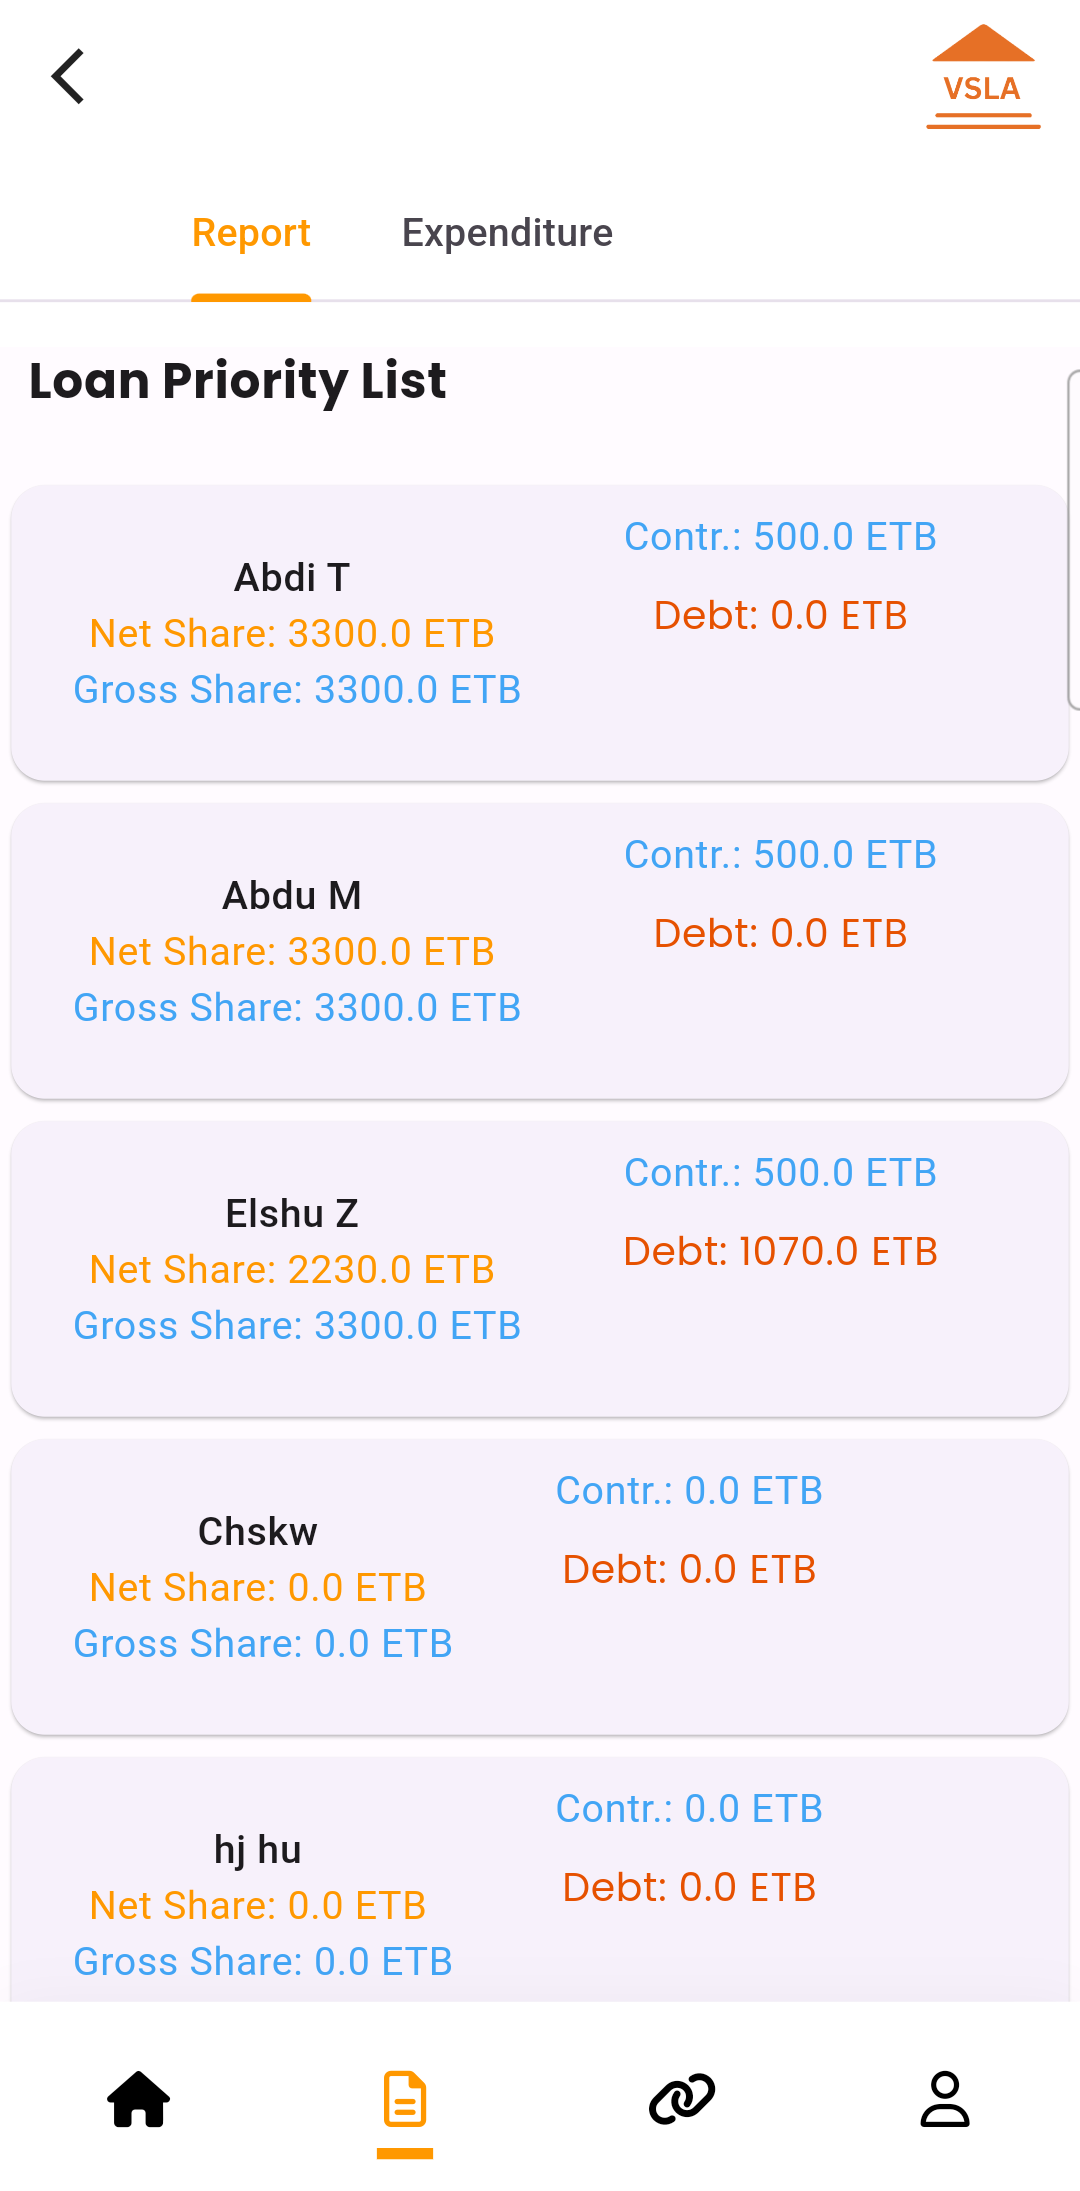 VSLA
Report
Expenditure
Loan Priority List
Abdi T
Net Share: 3300.0 ETB
Gross Share: 3300.0 ETB
Contr.: 500.0 ETB
Debt: 0.0 ETB
Abdu M
Net Share: 3300.0 ETB
Gross Share: 3300.0 ETB
Contr.: 500.0 ETB
Debt: 0.0 ETB
Elshu Z
Net Share: 2230.0 ETB
Gross Share: 3300.0 ETB
Contr.: 500.0 ETB
Debt: 1070.0 ETB
Chskw
Net Share: 0.0 ETB
Gross Share: 0.0 ETB
Contr.: 0.0 ETB
Debt: 0.0 ETB
hj hu
Net Share: 0.0 ETB
Gross Share: 0.0 ETB
Contr.: 0.0 ETB
Debt: 0.0 ETB